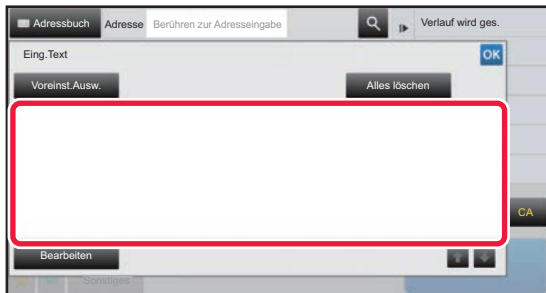 Adressbuch Adresse Berühren zur Adresseingabe Verlauf wird ges.
Eing.Text OK
Voreinst.Ausw. Alles löschen
CA
Bearbeiten
Sonstiges